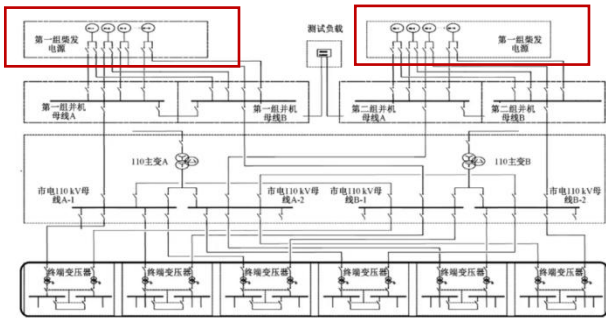 第一组柴发
电源
测试负载
第一组柴发
电源
第一组并机
母线A
第一组并机
母线B
第二组并机
母线A
第二组并机
母线B
110主变A
110主变B
市电110 kV母
线A-1
市电110 kV母
线A-2
市电110 kV母
线B-1
市电110 kV母
线B-2
终端变压器
终端变压器
终端变压器
终端变压器
终端变压器
终端变压器